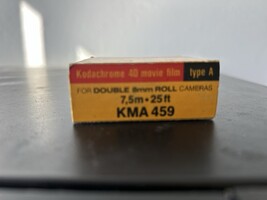 Kodachrome 40 movie film type A
FOR DOUBLE 8mm ROLL CAMERAS
7,5m • 25 ft
KMA 459